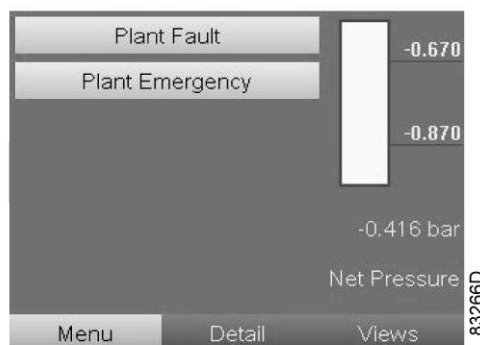 Plant Fault
-0.670
Plant Emergency
-0.870
-0.416 bar
Net Pressure
Menu Detail Views
83266D